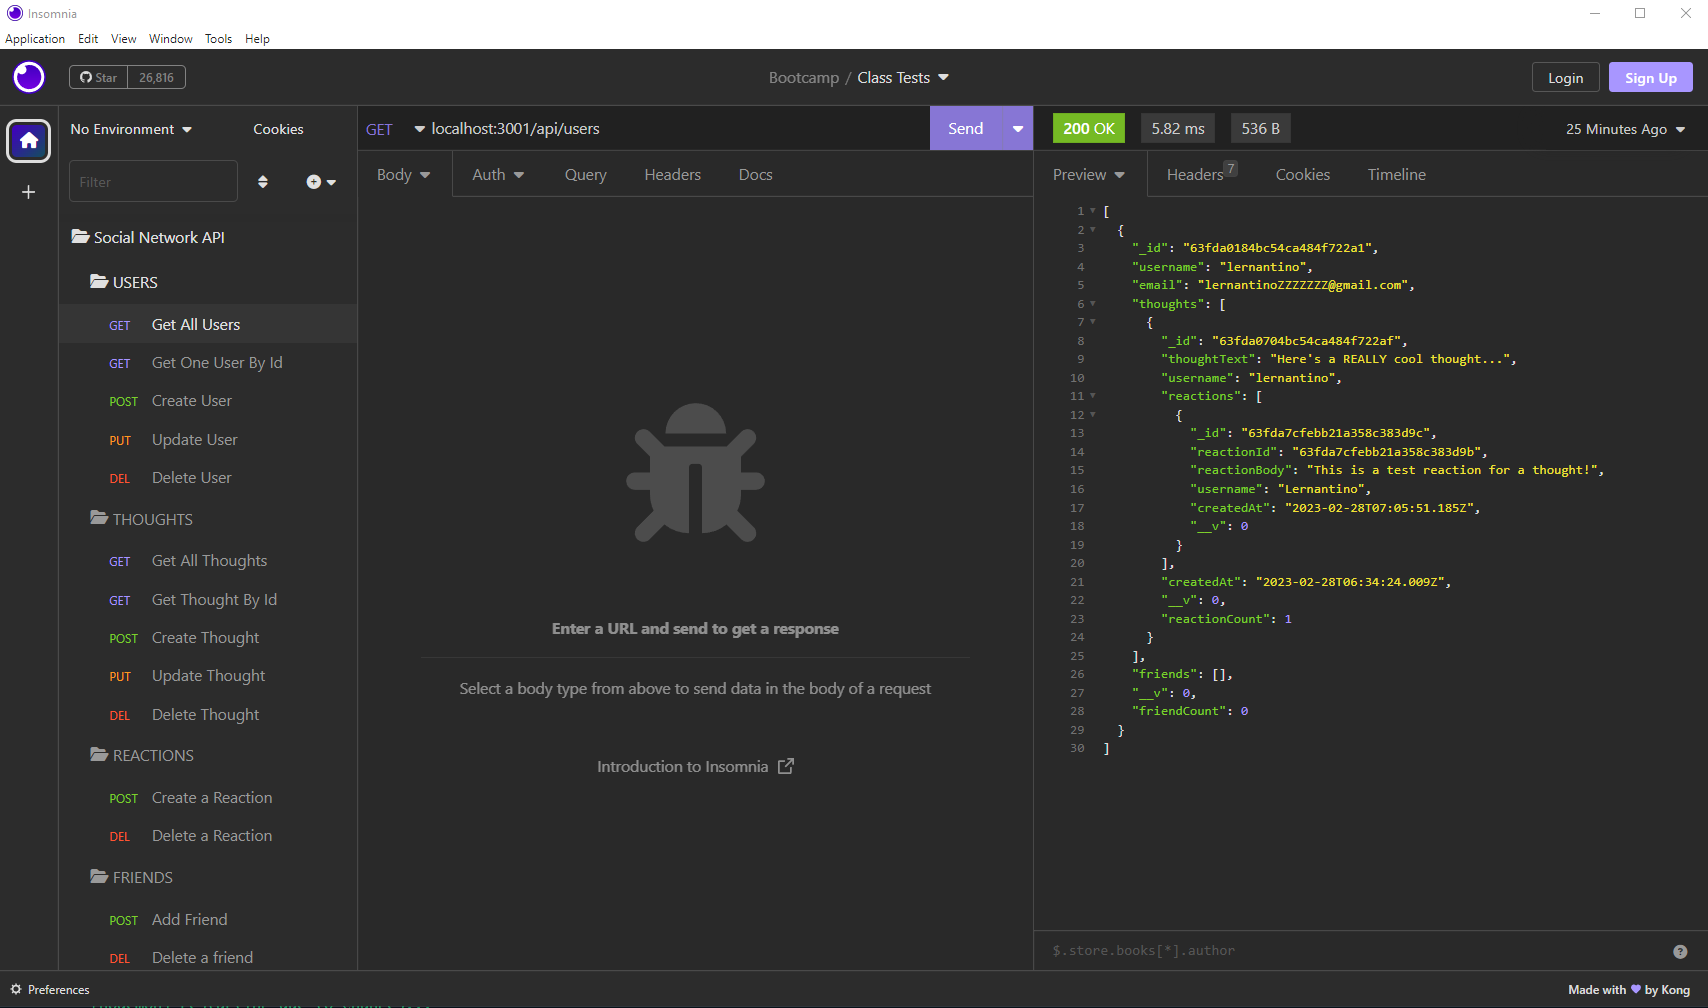 Insomnia
Application Edit View Window Tools Help
Star 26,816
Bootcamp / Class Tests
Login Sign Up
No Environment Cookies
Filter
Social Network API
USERS
GET Get All Users
GET Get One User By Id
POST Create User
PUT Update User
DEL Delete User
THOUGHTS
GET Get All Thoughts
GET Get Thought By Id
POST Create Thought
PUT Update Thought
DEL Delete Thought
REACTIONS
POST Create a Reaction
DEL Delete a Reaction
FRIENDS
POST Add Friend
DEL Delete a friend
GET localhost:3001/api/users Send
Body Auth Query Headers Docs
Enter a URL and send to get a response
Select a body type from above to send data in the body of a request
Introduction to Insomnia
200 OK 5.82 ms 536 B 25 Minutes Ago
Preview Headers 7 Cookies Timeline
1 [
2 {
3 "_id": "63fda0184bc54ca484f722a1",
4 "username": "lernantino",
5 "email": "lernantinoZZZZZZZ@gmail.com",
6 "thoughts": [
7 {
8 "_id": "63fda0704bc54ca484f722af",
9 "thoughtText": "Here's a REALLY cool thought...",
10 "username": "lernantino",
11 "reactions": [
12 {
13 "_id": "63fda7cfebb21a358c383d9c",
14 "reactionId": "63fda7cfebb21a358c383d9b",
15 "reactionBody": "This is a test reaction for a thought!",
16 "username": "Lernantino",
17 "createdAt": "2023-02-28T07:05:51.185Z",
18 "__v": 0
19 }
20 ],
21 "createdAt": "2023-02-28T06:34:24.009Z",
22 "__v": 0,
23 "reactionCount": 1
24 }
25 ],
26 "friends": [],
27 "__v": 0,
28 "friendCount": 0
29 }
30 ]
$.store.books[*].author
Preferences
Made with by Kong